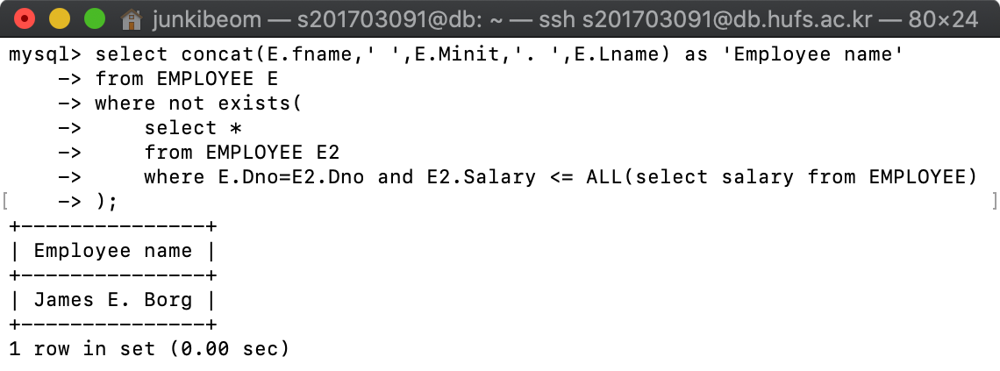 junkibeom — s201703091@db: ~ — ssh s201703091@db.hufs.ac.kr — 80×24
mysql> select concat(E.fname,' ',E.Minit,'. ',E.Lname) as 'Employee name'
    -> from EMPLOYEE E
    -> where not exists(
    ->     select *
    ->     from EMPLOYEE E2
    ->     where E.Dno=E2.Dno and E2.Salary <= ALL(select salary from EMPLOYEE)
[    -> ); ]
+---------------+
| Employee name |
+---------------+
| James E. Borg |
+---------------+
1 row in set (0.00 sec)